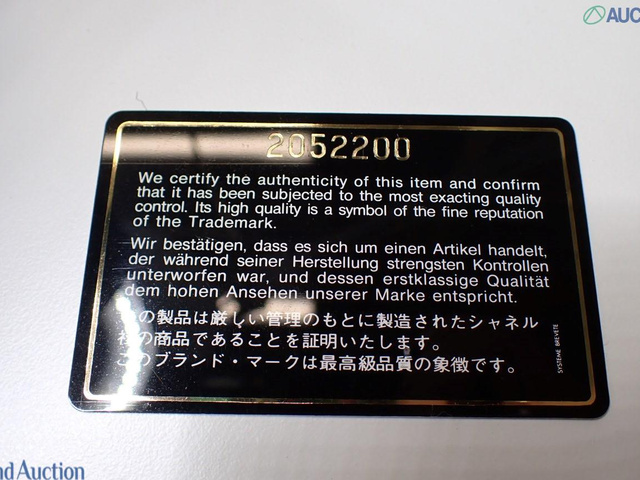 AUC
2052200
We certify the authenticity of this item and confirm
that it has been subjected to the most exacting quality
control. Its high quality is a symbol of the fine reputation
of the Trademark.
Wir bestätigen, dass es sich um einen Artikel handelt,
der während seiner Herstellung strengsten Kontrollen
unterworfen war, und dessen erstklassige Qualität
dem hohen Ansehen unserer Marke entspricht.
この製品は厳しい管理のもとに製造されたシャネル
社の商品であることを証明いたします。
このブランド・マークは最高級品質の象徴です。
SYSTEME BREVETE
nd Auction